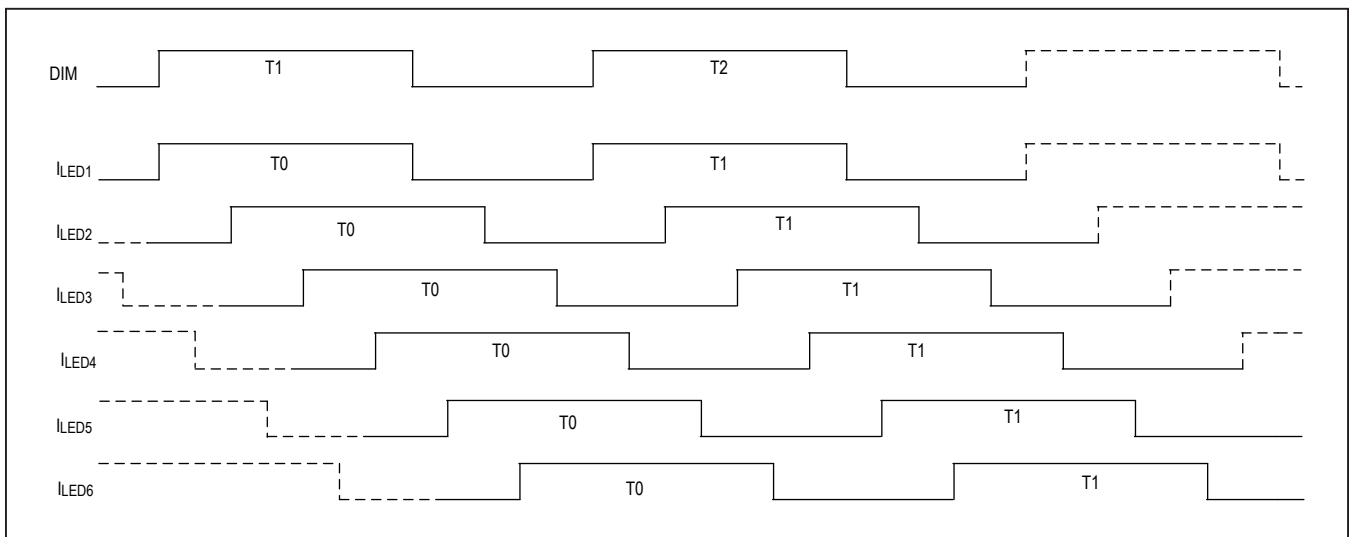 DIM T1 T2
ILED1 T0 T1
ILED2 T0 T1
ILED3 T0 T1
ILED4 T0 T1
ILED5 T0 T1
ILED6 T0 T1